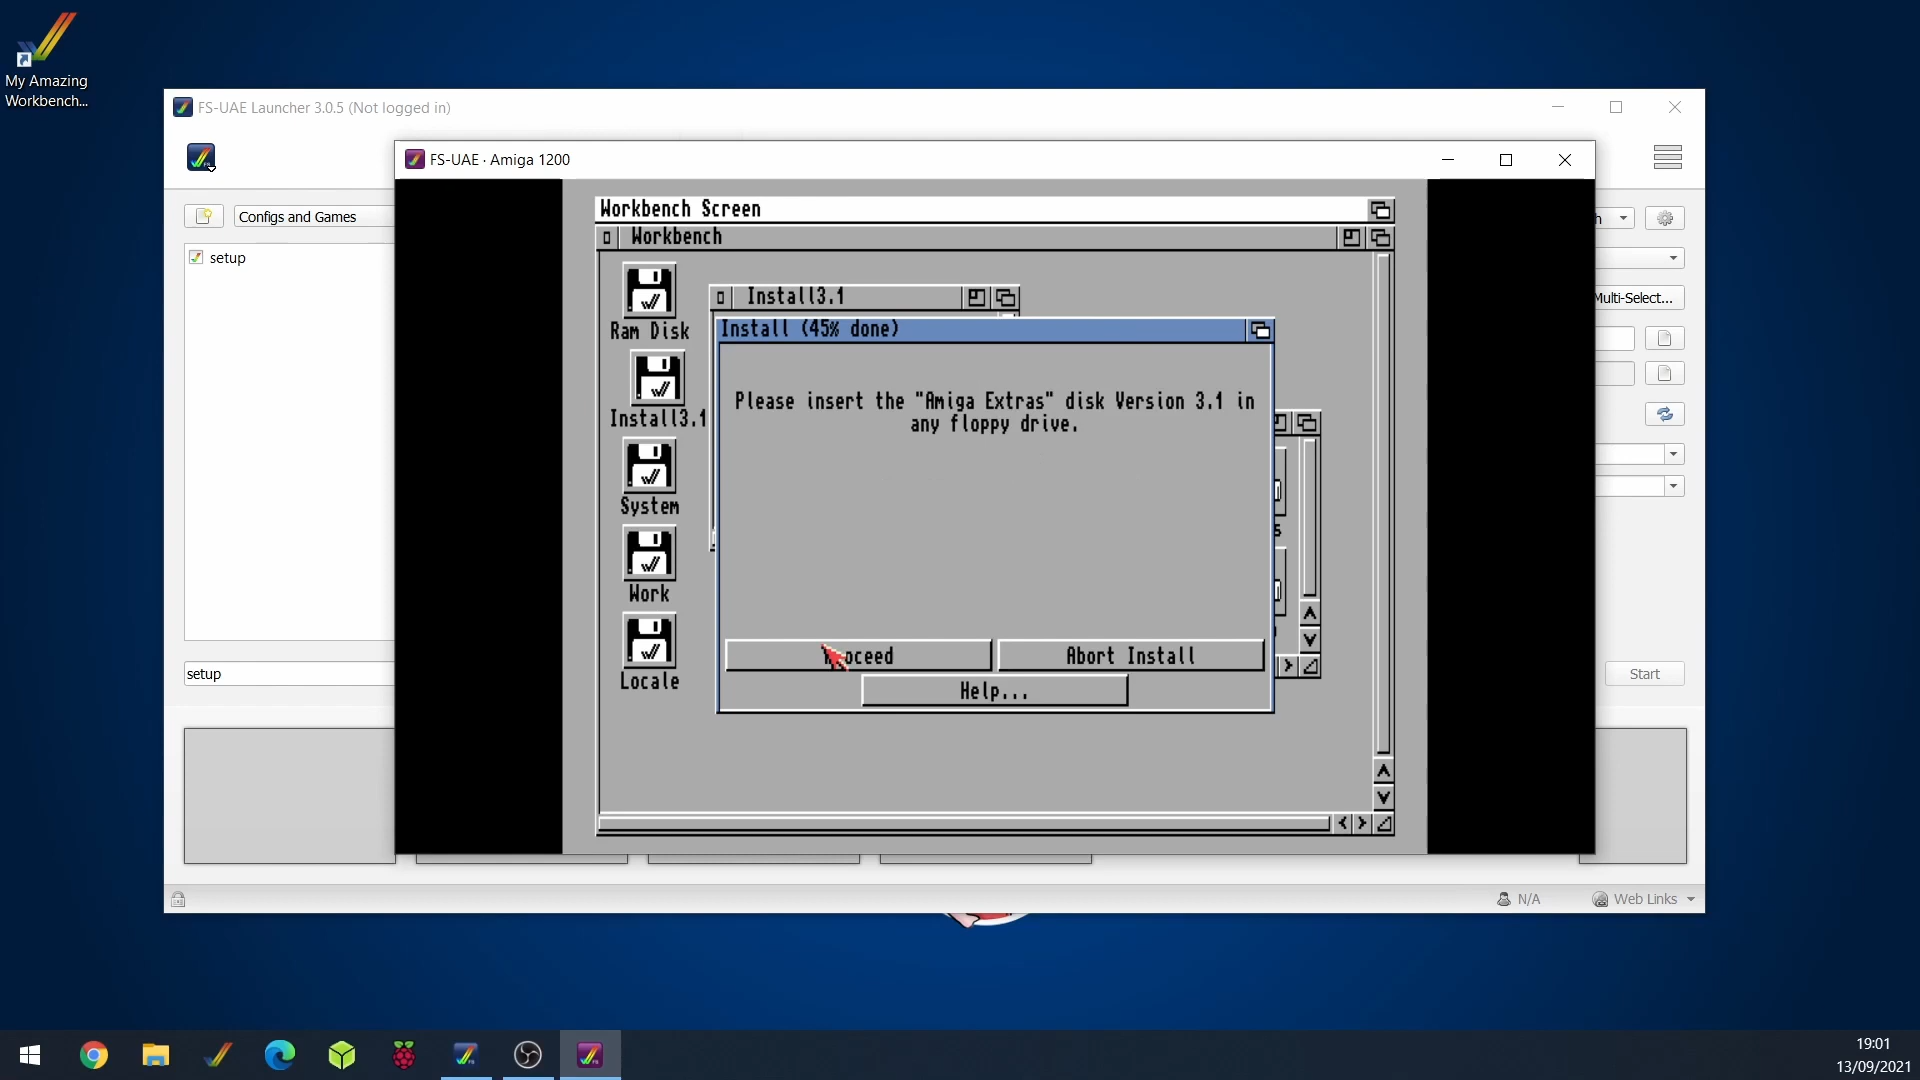 My Amazing
Workbench...
FS-UAE Launcher 3.0.5 (Not logged in)
FS-UAE · Amiga 1200
Configs and Games
h
setup
Multi-Select...
Workbench Screen
Workbench
Ram Disk
Install3.1
Install3.1
System
Work
Locale
Install (45% done)
Please insert the "Amiga Extras" disk Version 3.1 in
any floppy drive.
s
Abort Install
Help...
setup
Start
N/A
Web Links
19:01
13/09/2021